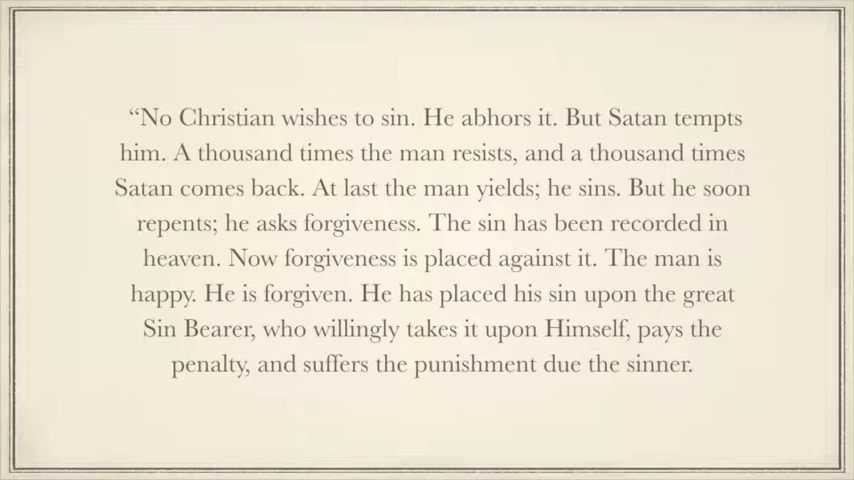 “No Christian wishes to sin. He abhors it. But Satan tempts
him. A thousand times the man resists, and a thousand times
Satan comes back. At last the man yields; he sins. But he soon
repents; he asks forgiveness. The sin has been recorded in
heaven. Now forgiveness is placed against it. The man is
happy. He is forgiven. He has placed his sin upon the great
Sin Bearer, who willingly takes it upon Himself, pays the
penalty, and suffers the punishment due the sinner.